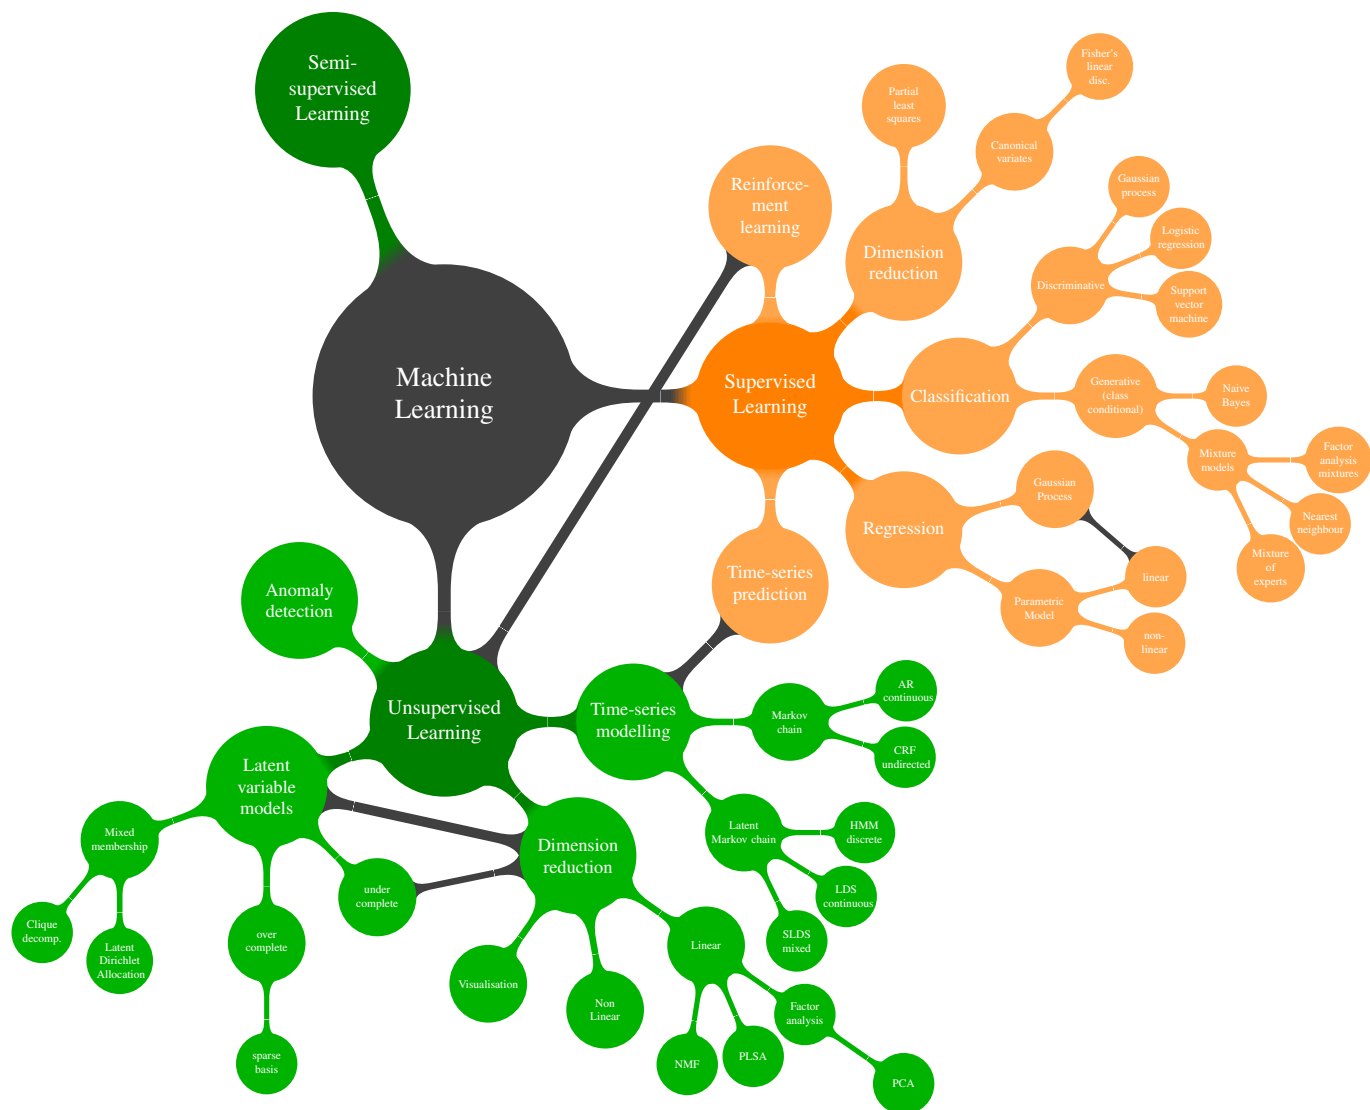 Semi-
supervised
Learning
Machine
Learning
Reinforce-
ment
learning
Partial
least
squares
Fisher's
linear
disc.
Canonical
variates
Dimension
reduction
Gaussian
process
Logistic
regression
Discriminative
Support
vector
machine
Supervised
Learning
Classification
Generative
(class
conditional)
Naive
Bayes
Mixture
models
Factor
analysis
mixtures
Nearest
neighbour
Mixture
of
experts
Regression
Gaussian
Process
Parametric
Model
linear
non-
linear
Time-series
prediction
Anomaly
detection
Unsupervised
Learning
Time-series
modelling
Markov
chain
AR
continuous
CRF
undirected
Latent
Markov chain
HMM
discrete
LDS
continuous
SLDS
mixed
Latent
variable
models
Mixed
membership
Clique
decomp.
Latent
Dirichlet
Allocation
over
complete
sparse
basis
under
complete
Dimension
reduction
Visualisation
Non
Linear
Linear
NMF
PLSA
Factor
analysis
PCA